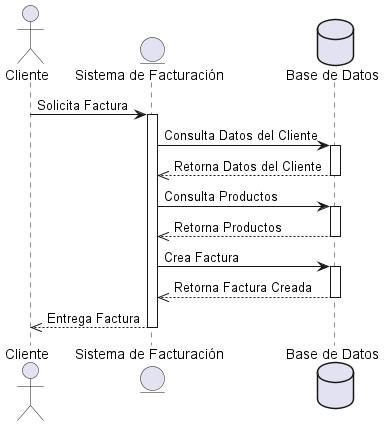 Cliente
Sistema de Facturación
Base de Datos
Solicita Factura
Consulta Datos del Cliente
Retorna Datos del Cliente
Consulta Productos
Retorna Productos
Crea Factura
Retorna Factura Creada
Entrega Factura
Cliente
Sistema de Facturación
Base de Datos